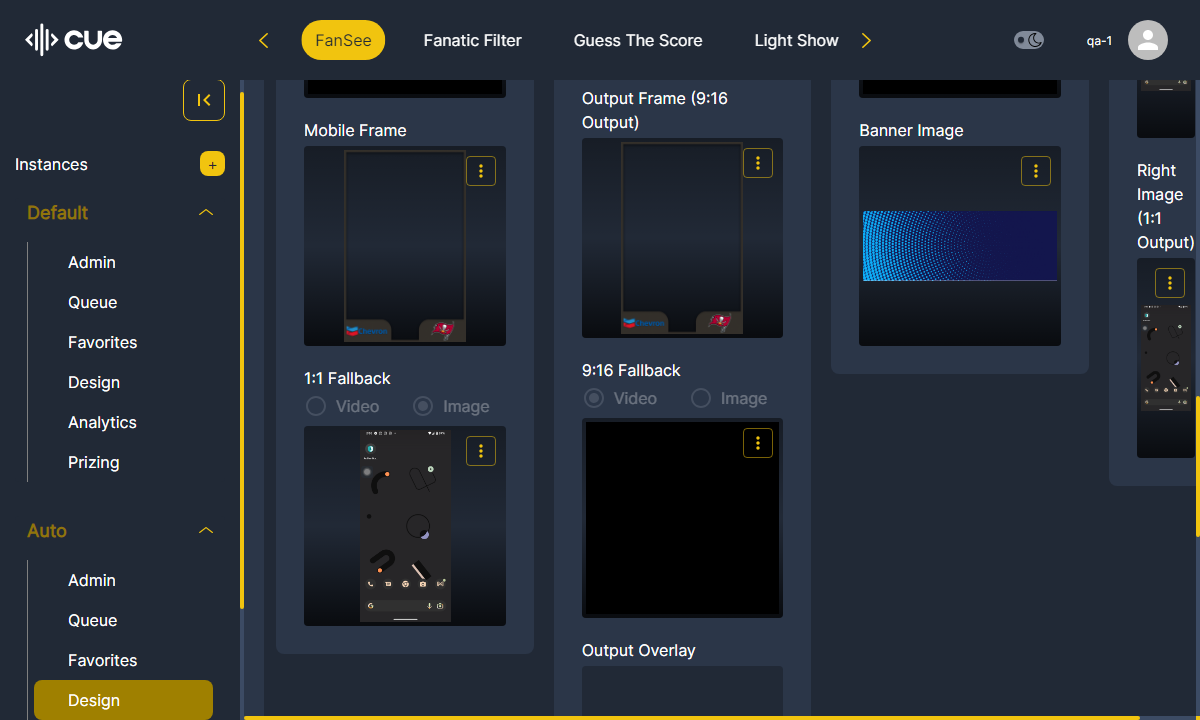 cue
FanSee
Fanatic Filter
Guess The Score
Light Show
qa-1
Instances
+
Default
Admin
Queue
Favorites
Design
Analytics
Prizing
Auto
Admin
Queue
Favorites
Design
Mobile Frame
1:1 Fallback
Video
Image
Output Frame (9:16
Output)
9:16 Fallback
Video
Image
Output Overlay
Banner Image
Right
Image
(1:1
Output)